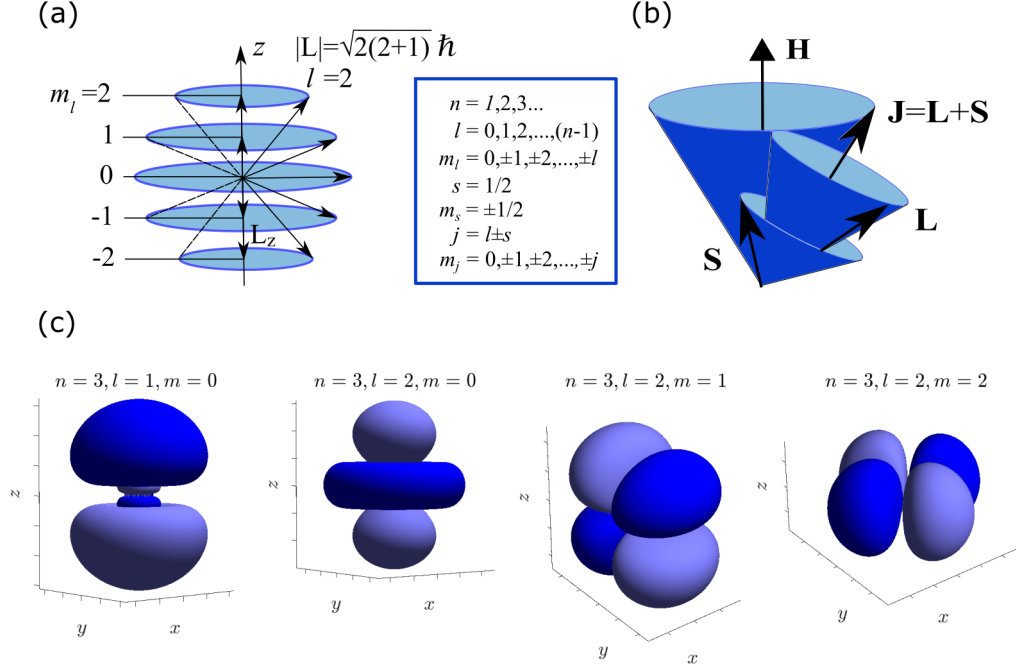 (a)
z
|L|=√2(2+1) ℏ
l=2
m_l=2
1
0
-1
-2
L_z
n = 1,2,3...
l = 0,1,2,...,(n-1)
m_l = 0,±1,±2,...,±l
s = 1/2
m_s = ±1/2
j = l±s
m_j = 0,±1,±2,...,±j
(b)
H
J=L+S
L
S
(c)
n = 3, l = 1, m = 0
z
y
x
n = 3, l = 2, m = 0
z
y
x
n = 3, l = 2, m = 1
z
y
x
n = 3, l = 2, m = 2
z
y
x